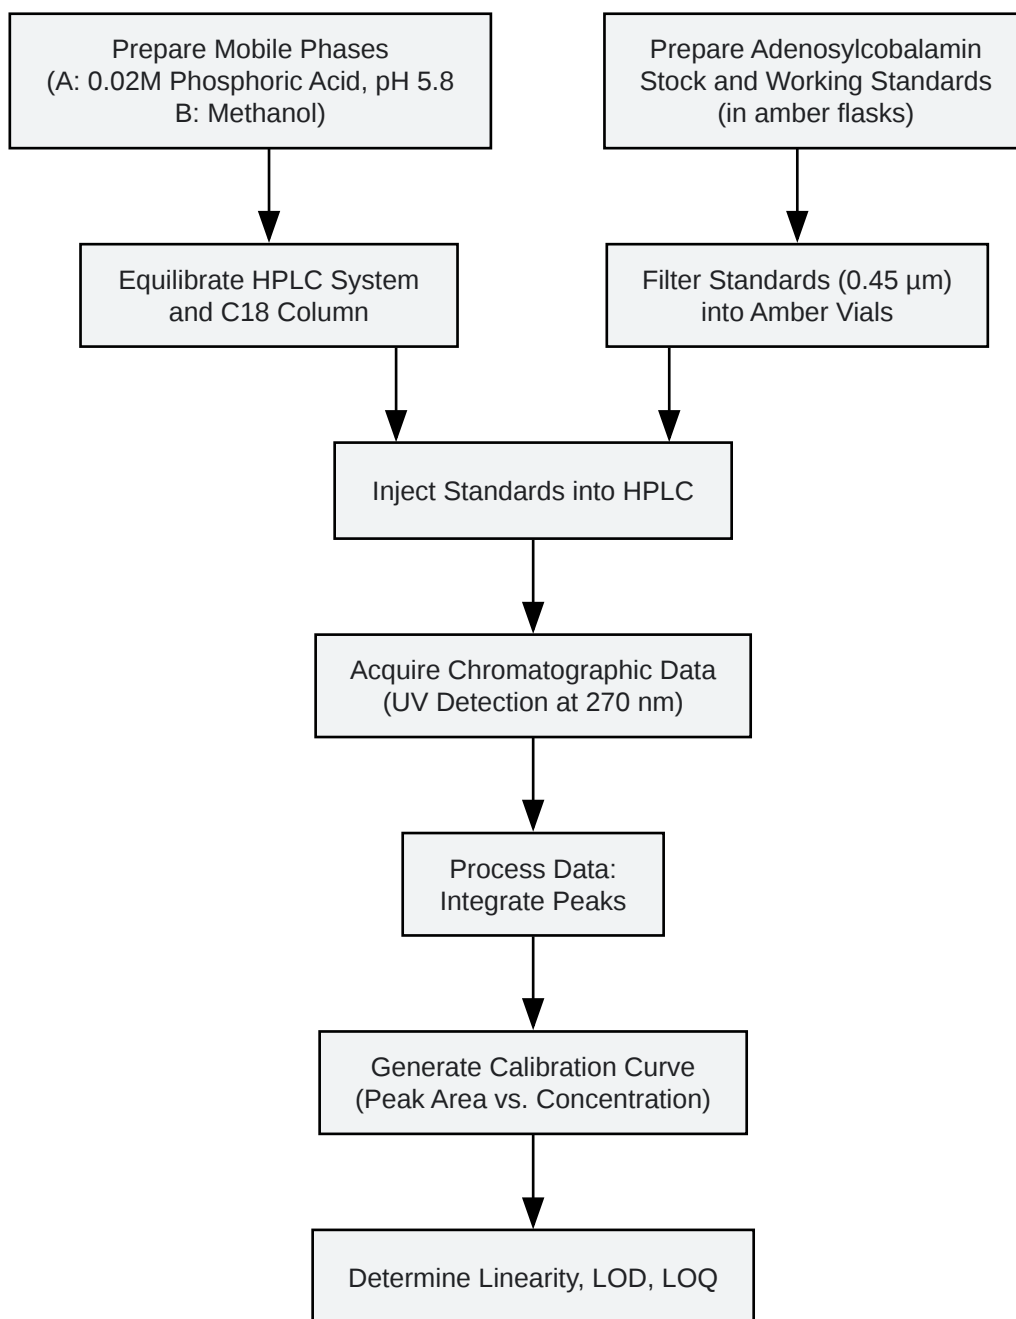 Prepare Mobile Phases
(A: 0.02M Phosphoric Acid, pH 5.8
B: Methanol)
Prepare Adenosylcobalamin
Stock and Working Standards
(in amber flasks)
Equilibrate HPLC System
and C18 Column
Filter Standards (0.45 µm)
into Amber Vials
Inject Standards into HPLC
Acquire Chromatographic Data
(UV Detection at 270 nm)
Process Data:
Integrate Peaks
Generate Calibration Curve
(Peak Area vs. Concentration)
Determine Linearity, LOD, LOQ